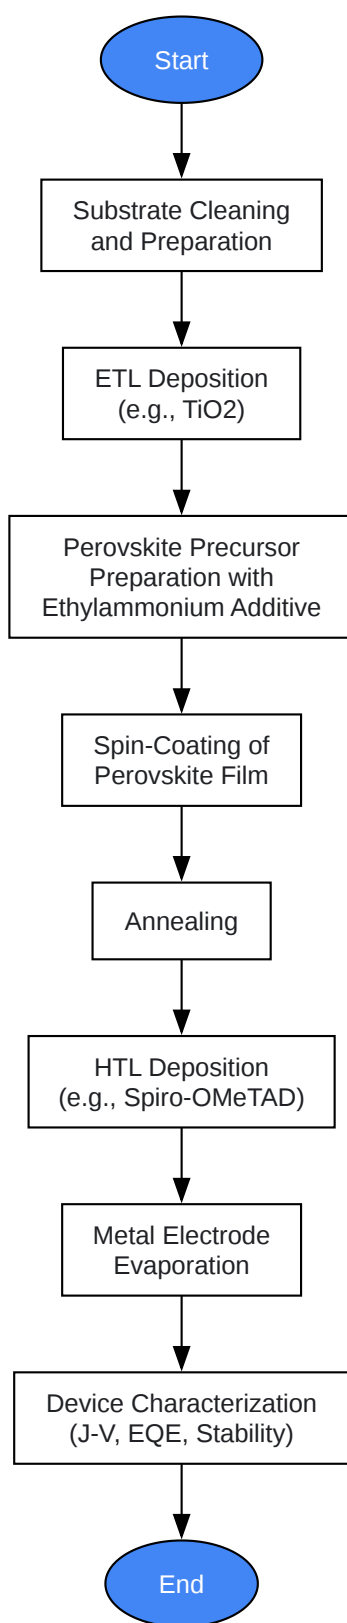 Start
Substrate Cleaning
and Preparation
ETL Deposition
(e.g., TiO2)
Perovskite Precursor
Preparation with
Ethylammonium Additive
Spin-Coating of
Perovskite Film
Annealing
HTL Deposition
(e.g., Spiro-OMeTAD)
Metal Electrode
Evaporation
Device Characterization
(J-V, EQE, Stability)
End